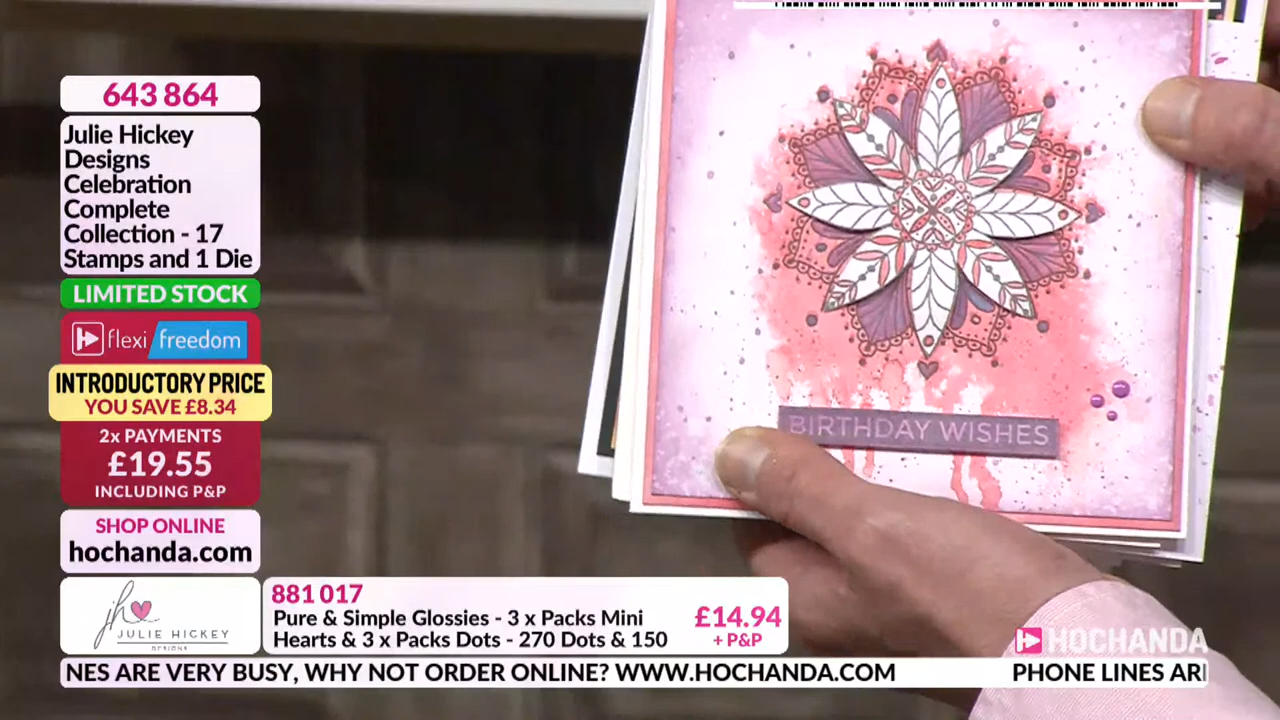 643 864
Julie Hickey
Designs
Celebration
Complete
Collection - 17
Stamps and 1 Die
LIMITED STOCK
flexi freedom
INTRODUCTORY PRICE
YOU SAVE £8.34
2x PAYMENTS
£19.55
INCLUDING P&P
SHOP ONLINE
hochanda.com
BIRTHDAY WISHES
jh
JULIE HICKEY
DESIGNS
881 017
Pure & Simple Glossies - 3 x Packs Mini
Hearts & 3 x Packs Dots - 270 Dots & 150
£14.94
+ P&P
HOCHANDA
NES ARE VERY BUSY, WHY NOT ORDER ONLINE? WWW.HOCHANDA.COM
PHONE LINES ARI